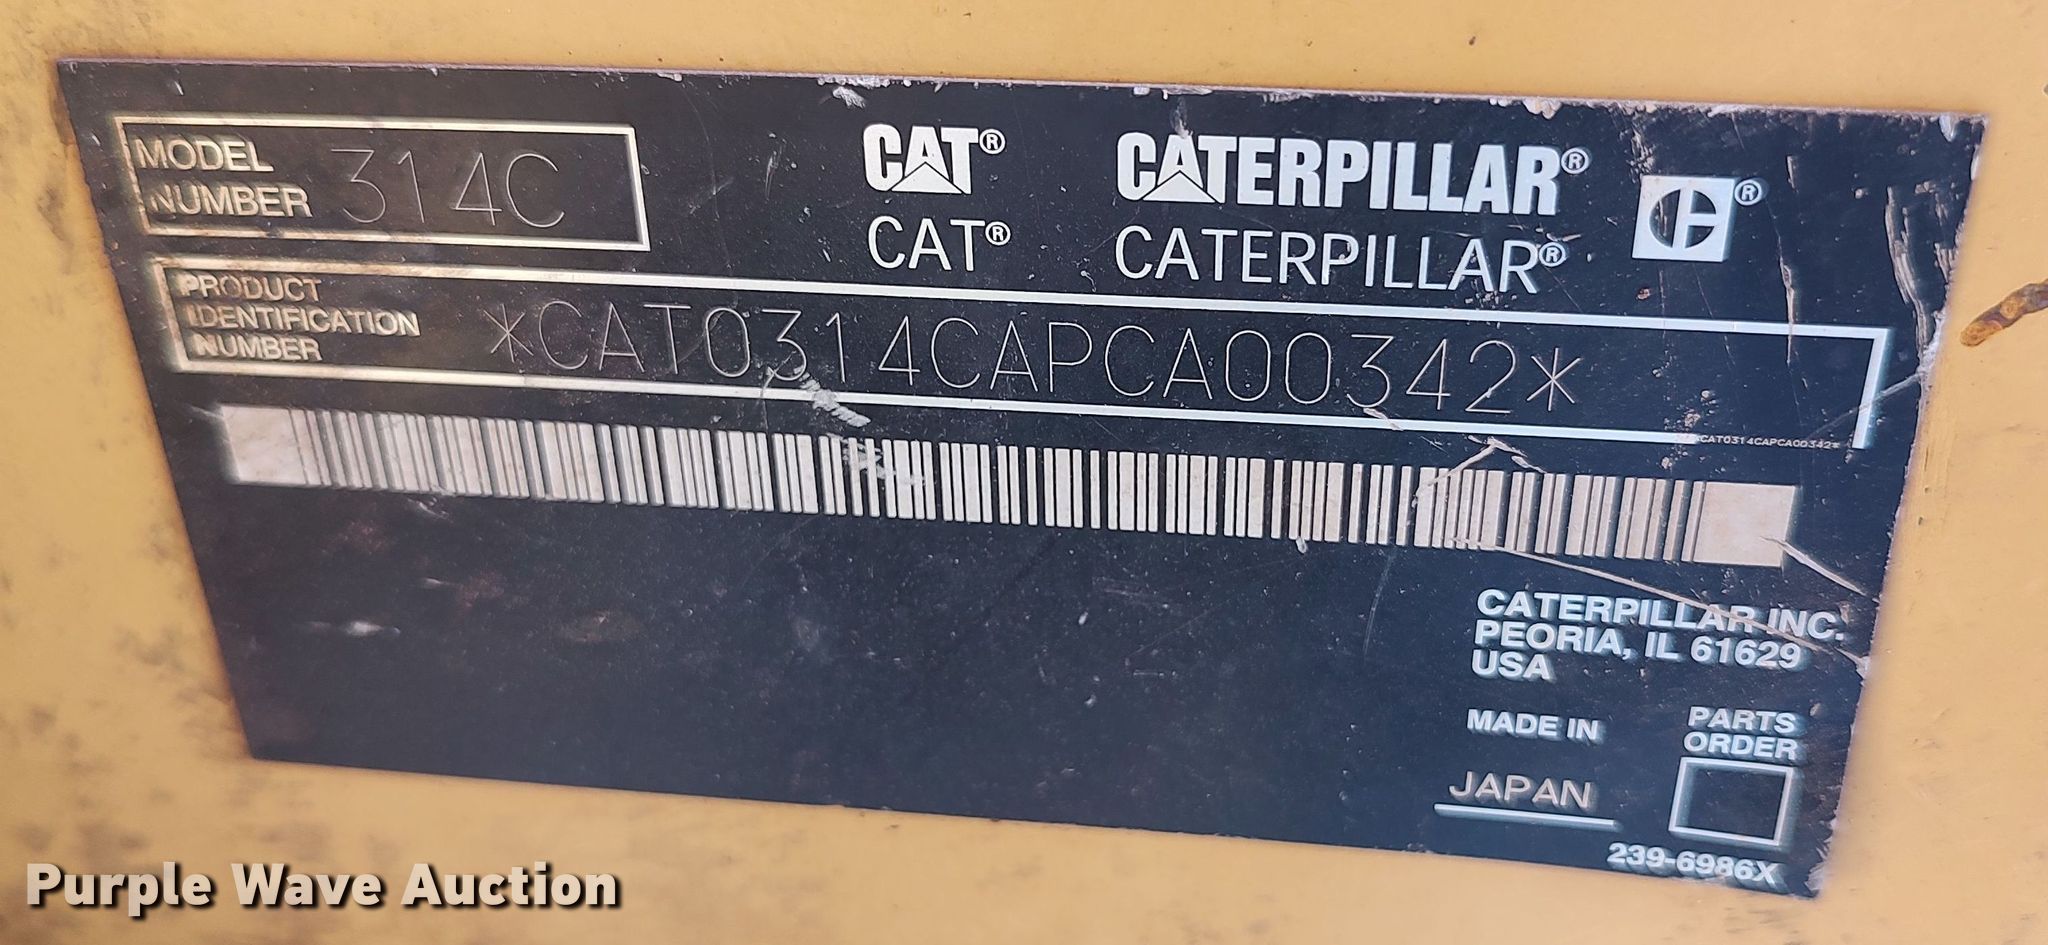 MODEL
NUMBER
314C
CAT®
CATERPILLAR®
®
CAT®
CATERPILLAR®
PRODUCT
IDENTIFICATION
NUMBER
*CAT0314CAPCA00342*
*CAT0314CAPCA00342*
CATERPILLAR INC.
PEORIA, IL 61629
USA
MADE IN
JAPAN
PARTS
ORDER
239-6986X
Purple Wave Auction